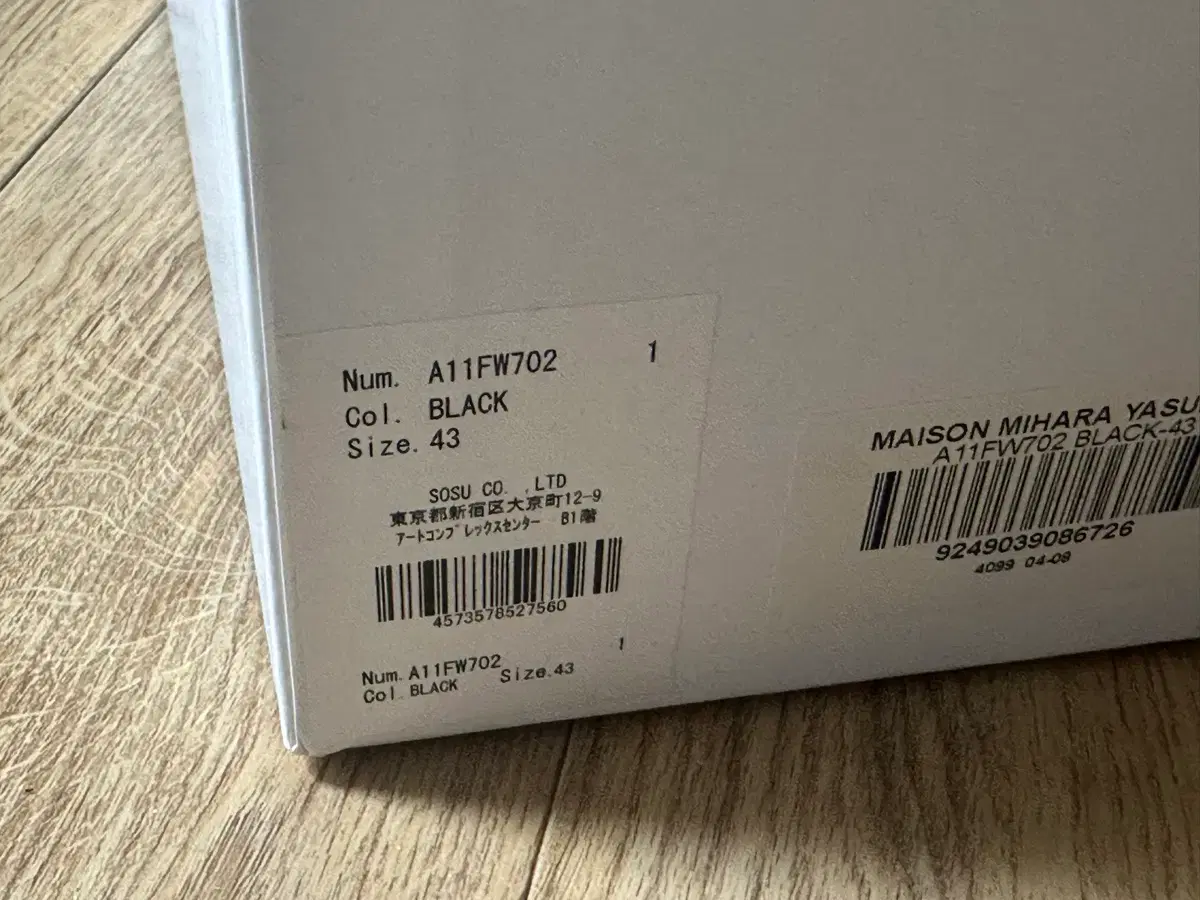 Num. A11FW702 1
Col. BLACK
Size. 43
SOSU CO. ,LTD
東京都新宿区大京町12-9
アートコンプレックスセンター B1階
4573578527560
1
Num. A11FW702 Size.43
Col. BLACK
MAISON MIHARA YASU
A11FW702 BLACK-43
9249039086726
4099 04-08